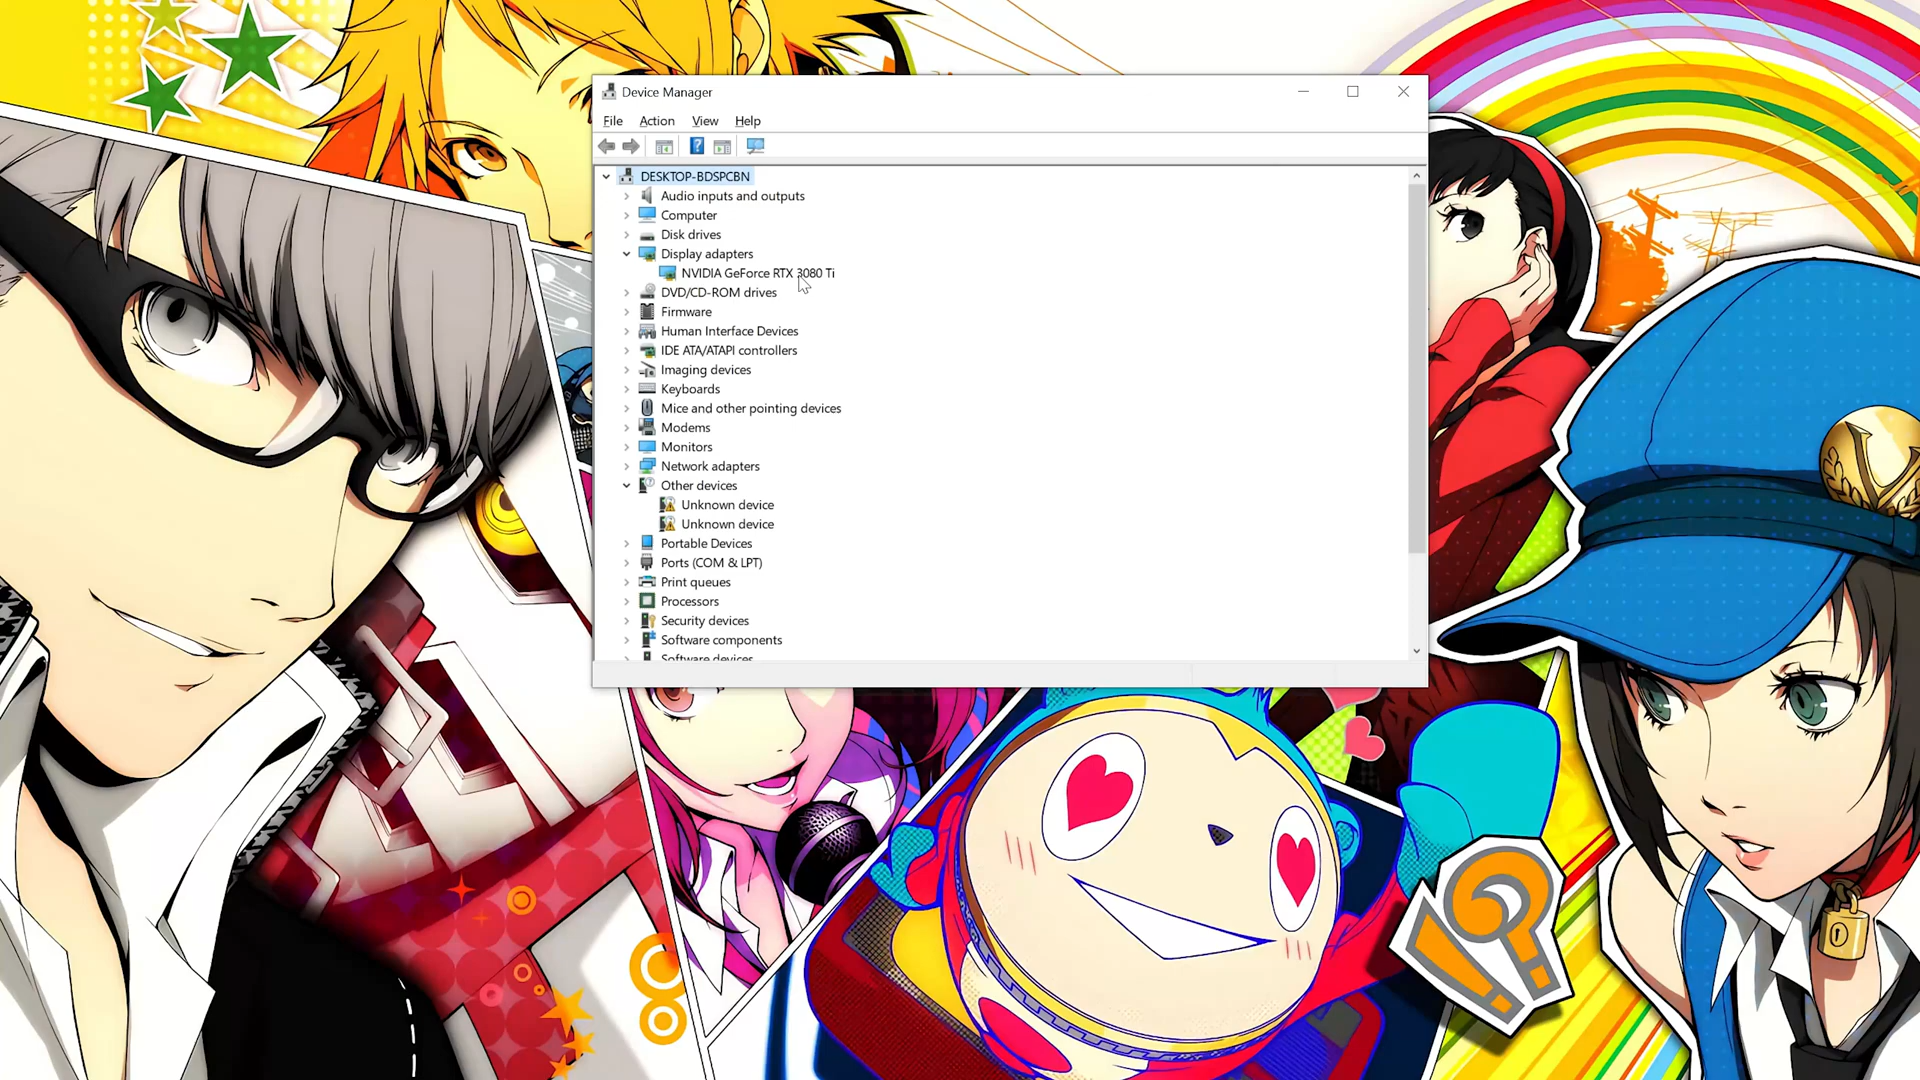 Device Manager
File Action View Help
DESKTOP-BDSPCBN
Audio inputs and outputs
Computer
Disk drives
Display adapters
NVIDIA GeForce RTX 3080 Ti
DVD/CD-ROM drives
Firmware
Human Interface Devices
IDE ATA/ATAPI controllers
Imaging devices
Keyboards
Mice and other pointing devices
Modems
Monitors
Network adapters
Other devices
Unknown device
Unknown device
Portable Devices
Ports (COM & LPT)
Print queues
Processors
Security devices
Software components
Software devices
V
!?